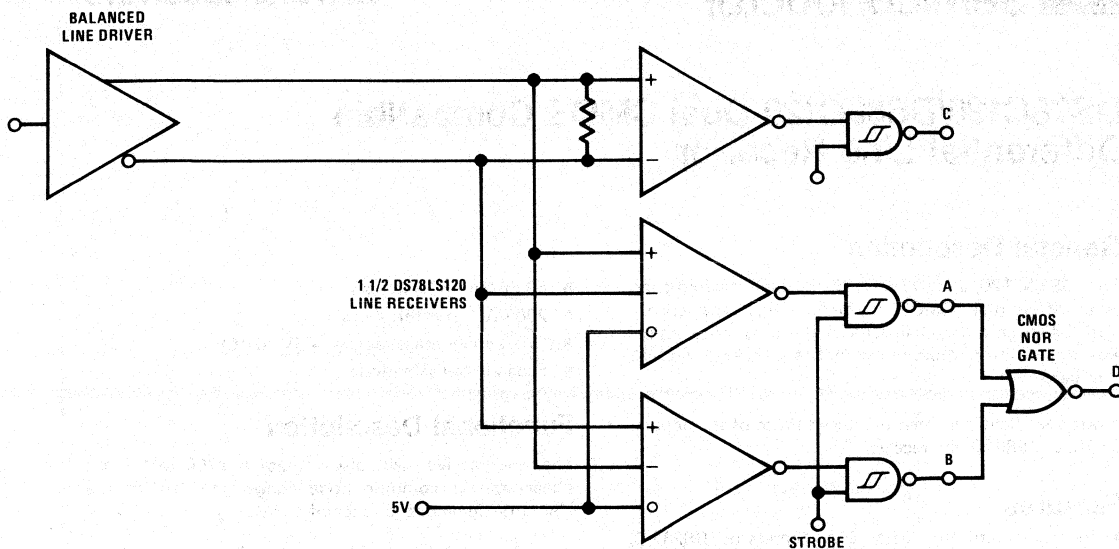 BALANCED
LINE DRIVER
+
−
C
1 1/2 DS78LS120
LINE RECEIVERS
+
−
A
CMOS
NOR
GATE
D
+
−
B
5V
STROBE